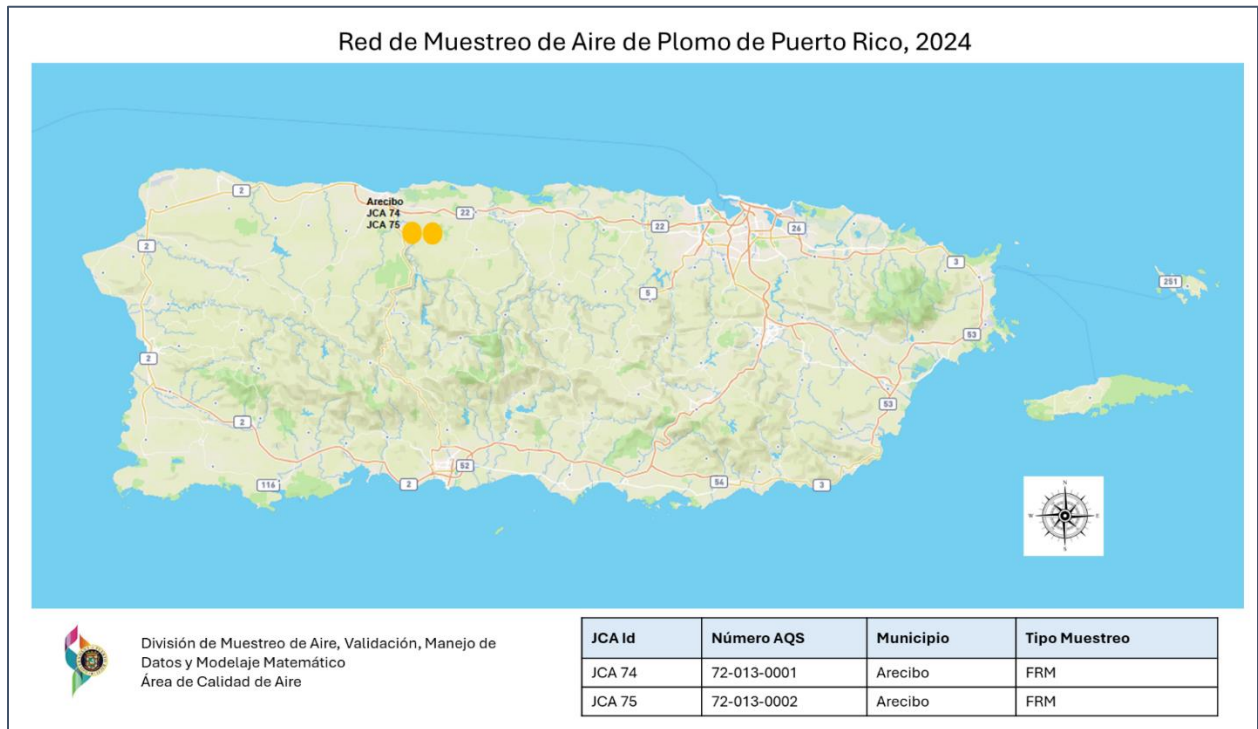 Red de Muestreo de Aire de Plomo de Puerto Rico, 2024
Arecibo
JCA 74
JCA 75
2
22
22
26
2
3
251
5
53
2
53
2
52
116
2
54
3
N
W
E
S
División de Muestreo de Aire, Validación, Manejo de
Datos y Modelaje Matemático
Área de Calidad de Aire
JCA Id Número AQS Municipio Tipo Muestreo
JCA 74 72-013-0001 Arecibo FRM
JCA 75 72-013-0002 Arecibo FRM